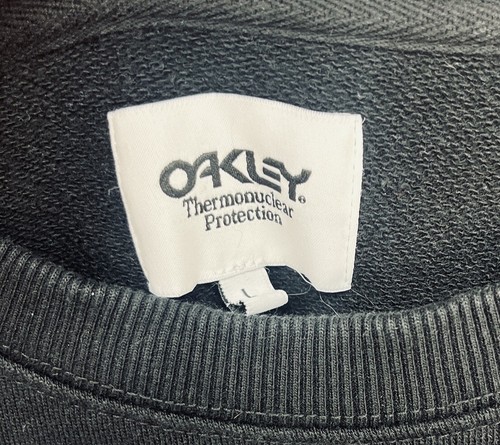 OAKLEY®
Thermonuclear
Protection
L